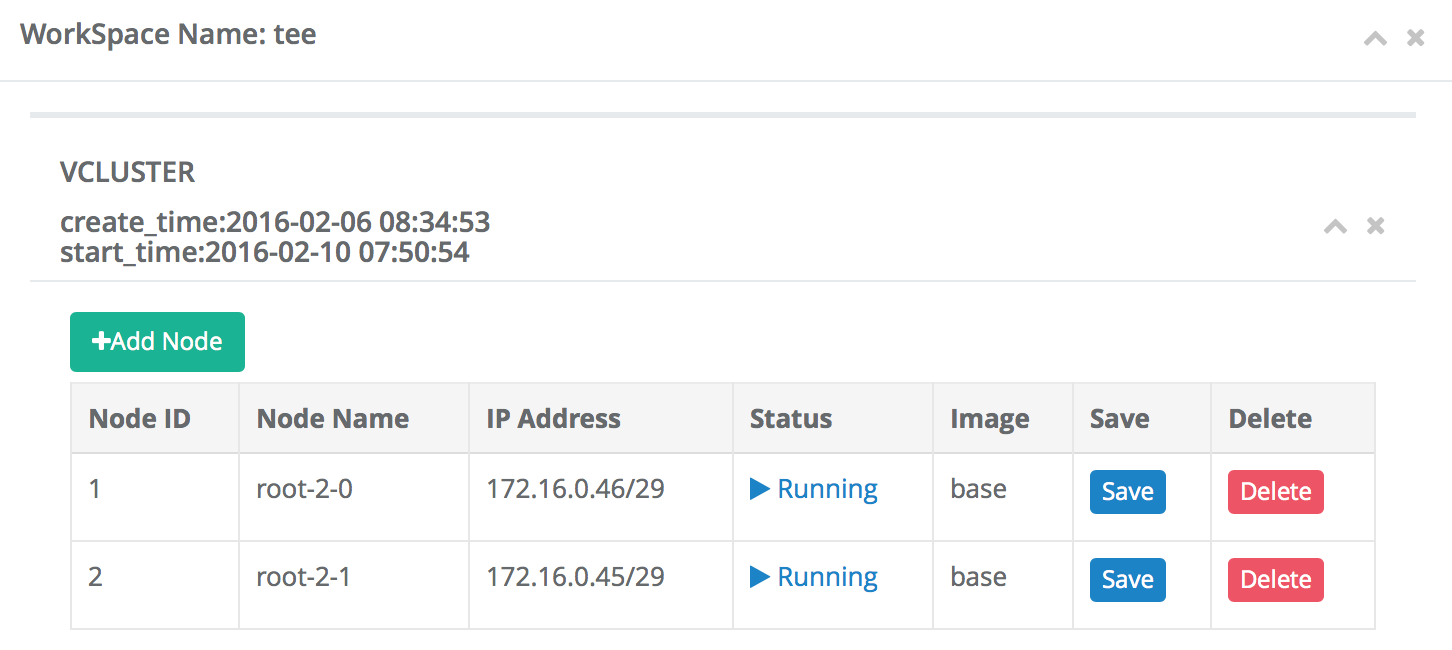 WorkSpace Name: tee
VCLUSTER
create_time:2016-02-06 08:34:53
start_time:2016-02-10 07:50:54
+Add Node
Node ID Node Name IP Address Status Image Save Delete
1 root-2-0 172.16.0.46/29 Running base Save Delete
2 root-2-1 172.16.0.45/29 Running base Save Delete